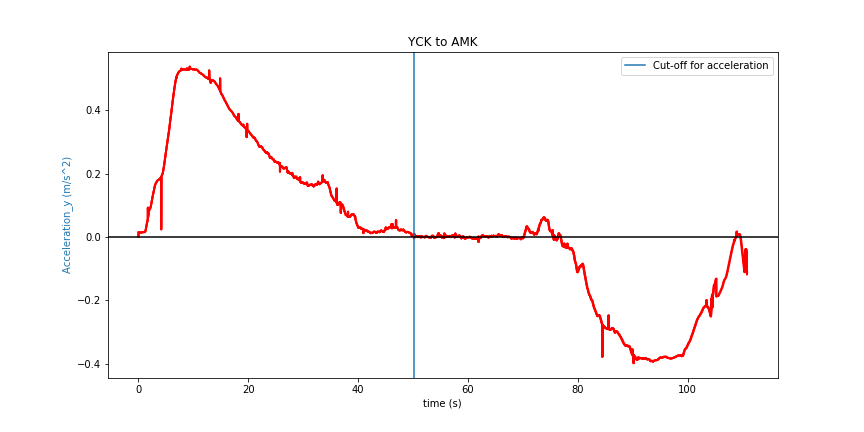 YCK to AMK
Cut-off for acceleration
Acceleration_y (m/s^2)
0.4
0.2
0.0
−0.2
−0.4
0 20 40 60 80 100
time (s)